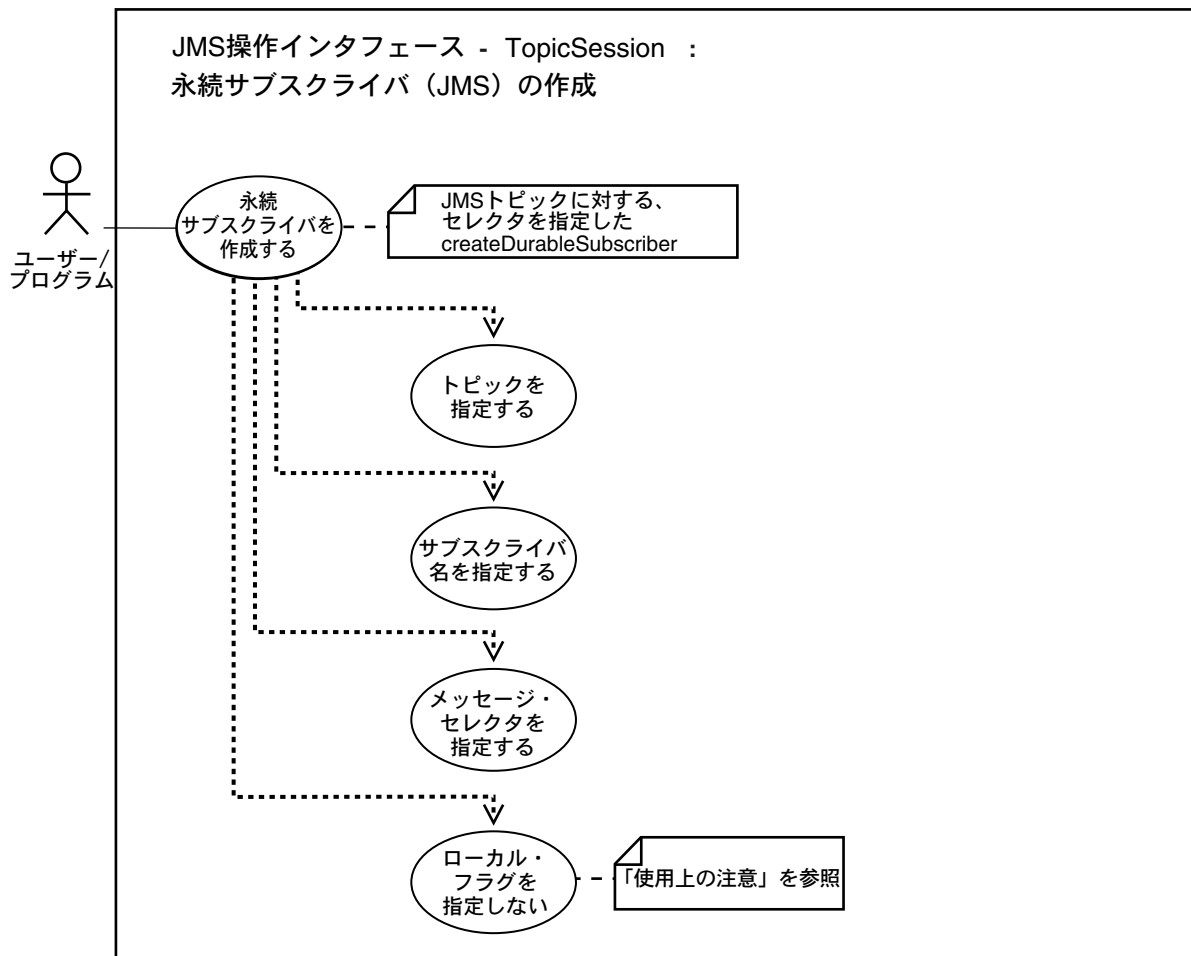 JMS操作インタフェース - TopicSession :
永続サブスクライバ（JMS）の作成
ユーザー/
プログラム
永続
サブスクライバを
作成する
JMSトピックに対する、
セレクタを指定した
createDurableSubscriber
トピックを
指定する
サブスクライバ
名を指定する
メッセージ・
セレクタを
指定する
ローカル・
フラグを
指定しない
「使用上の注意」を参照